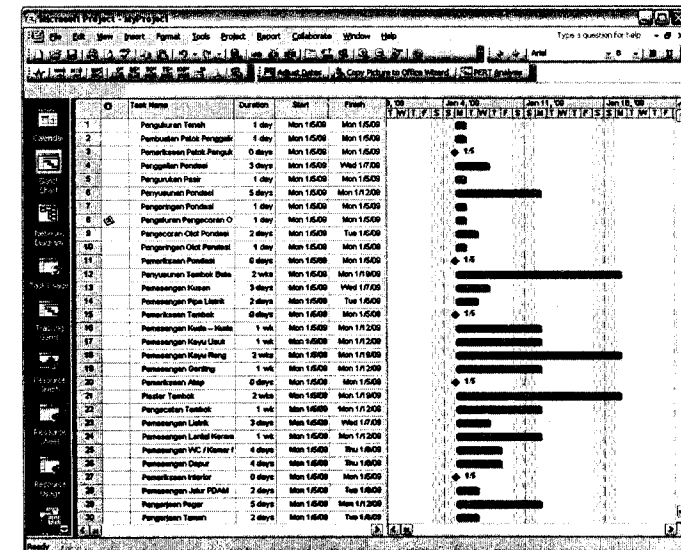 Microsoft Project - MyProject
File Edit View Insert Format Tools Project Report Collaborate Window Help Type a question for help
Arial 8 B I U
Adjust Dates Copy Picture to Office Wizard PERT Analysis
Task Name Duration Start Finish Jan 4, '09 Jan 11, '09 Jan 18, '09
T W T F S S M T W T F S S M T W T F S S M T W T F S
Calendar
Gantt Chart
Network Diagram
Task Usage
Tracking Gantt
Resource Graph
Resource Sheet
Resource Usage
1 Pengukuran Tanah 1 day Mon 1/5/09 Mon 1/5/09
2 Pembuatan Patok Penggalir 1 day Mon 1/5/09 Mon 1/5/09
3 Pemeriksaan Patok Penguk 0 days Mon 1/5/09 Mon 1/5/09 1/5
4 Penggalian Pondasi 3 days Mon 1/5/09 Wed 1/7/09
5 Pengurukan Pasir 1 day Mon 1/5/09 Mon 1/5/09
6 Penyusunan Pondasi 5 days Mon 1/5/09 Mon 1/12/09
7 Pengeringan Pondasi 1 day Mon 1/5/09 Mon 1/5/09
8 Pengaturan Pengecoran O 1 day Mon 1/5/09 Mon 1/5/09
9 Pengecoran Olot Pondasi 2 days Mon 1/5/09 Tue 1/6/09
10 Pengeringan Olot Pondasi 1 day Mon 1/5/09 Mon 1/5/09
11 Pemeriksaan Pondasi 0 days Mon 1/5/09 Mon 1/5/09 1/5
12 Penyusunan Tembok Bata 2 wks Mon 1/5/09 Mon 1/19/09
13 Pemasangan Kusen 3 days Mon 1/5/09 Wed 1/7/09
14 Pemasangan Pipa Listrik 2 days Mon 1/5/09 Tue 1/6/09
15 Pemeriksaan Tembok 0 days Mon 1/5/09 Mon 1/5/09 1/5
16 Pemasangan Kuda – Kuda 1 wk Mon 1/5/09 Mon 1/12/09
17 Pemasangan Kayu Usuk 1 wk Mon 1/5/09 Mon 1/12/09
18 Pemasangan Kayu Reng 2 wks Mon 1/5/09 Mon 1/19/09
19 Pemasangan Genting 1 wk Mon 1/5/09 Mon 1/12/09
20 Pemeriksaan Atap 0 days Mon 1/5/09 Mon 1/5/09 1/5
21 Plester Tembok 2 wks Mon 1/5/09 Mon 1/19/09
22 Pengecatan Tembok 1 wk Mon 1/5/09 Mon 1/12/09
23 Pemasangan Listrik 3 days Mon 1/5/09 Wed 1/7/09
24 Pemasangan Lantai Keram 1 wk Mon 1/5/09 Mon 1/12/09
25 Pemasangan WC / Kamar f 4 days Mon 1/5/09 Thu 1/8/09
26 Pemasangan Dapur 4 days Mon 1/5/09 Thu 1/8/09
27 Pemeriksaan Interior 0 days Mon 1/5/09 Mon 1/5/09 1/5
28 Pemasangan Jalur PDAM 2 days Mon 1/5/09 Tue 1/6/09
29 Pengerjaan Pagar 5 days Mon 1/5/09 Mon 1/12/09
30 Pengerjaan Taman 2 days Mon 1/5/09 Tue 1/6/09
Ready